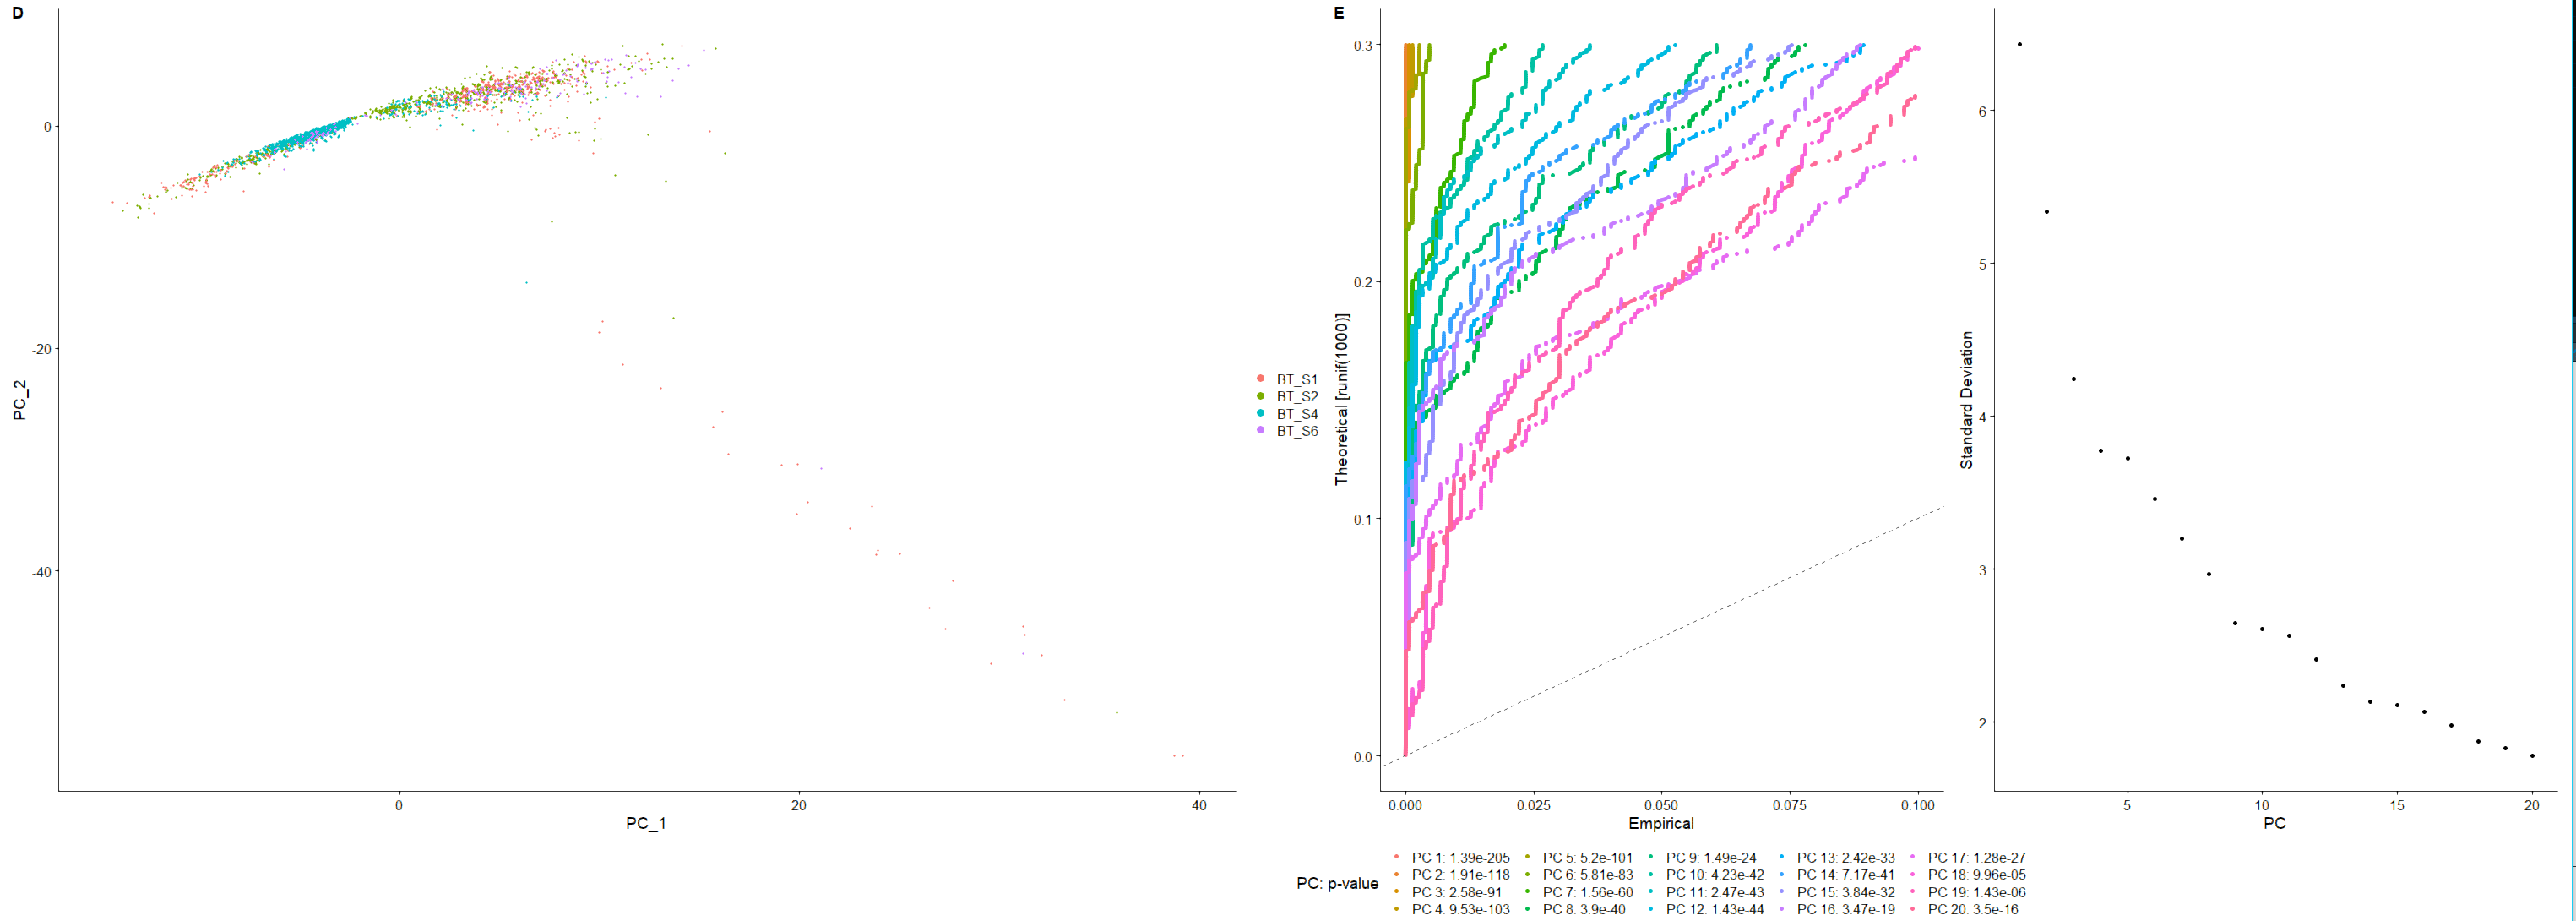 D
0
-20
-40
PC_2
0
20
40
PC_1
BT_S1
BT_S2
BT_S4
BT_S6
E
0.3
0.2
0.1
0.0
Theoretical [runif(1000)]
0.000
0.025
0.050
0.075
0.100
Empirical
6
5
4
3
2
Standard Deviation
5
10
15
20
PC
PC: p-value
PC 1: 1.39e-205 PC 5: 5.2e-101 PC 9: 1.49e-24 PC 13: 2.42e-33 PC 17: 1.28e-27
PC 2: 1.91e-118 PC 6: 5.81e-83 PC 10: 4.23e-42 PC 14: 7.17e-41 PC 18: 9.96e-05
PC 3: 2.58e-91 PC 7: 1.56e-60 PC 11: 2.47e-43 PC 15: 3.84e-32 PC 19: 1.43e-06
PC 4: 9.53e-103 PC 8: 3.9e-40 PC 12: 1.43e-44 PC 16: 3.47e-19 PC 20: 3.5e-16